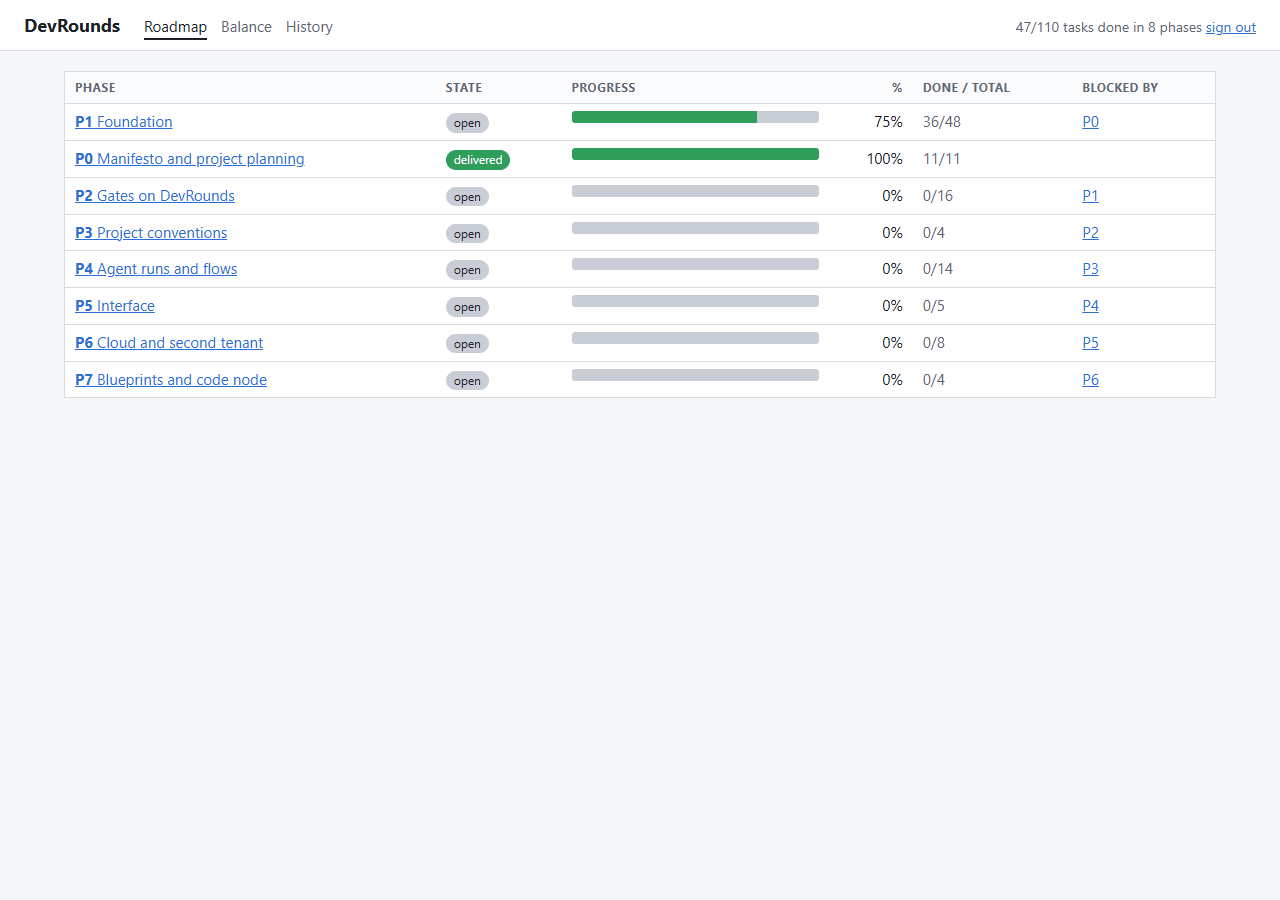 DevRounds Roadmap Balance History 47/110 tasks done in 8 phases sign out
PHASE STATE PROGRESS % DONE / TOTAL BLOCKED BY
P1 Foundation open 75% 36/48 P0
P0 Manifesto and project planning delivered 100% 11/11
P2 Gates on DevRounds open 0% 0/16 P1
P3 Project conventions open 0% 0/4 P2
P4 Agent runs and flows open 0% 0/14 P3
P5 Interface open 0% 0/5 P4
P6 Cloud and second tenant open 0% 0/8 P5
P7 Blueprints and code node open 0% 0/4 P6